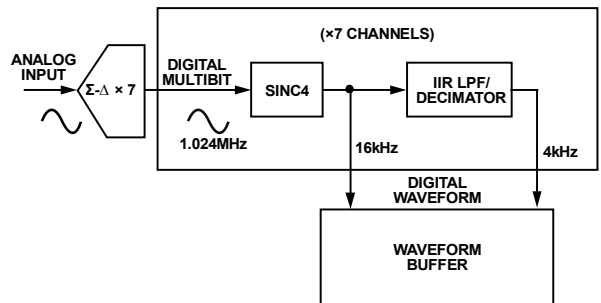 (×7 CHANNELS)
ANALOG
INPUT
Σ-Δ × 7
DIGITAL
MULTIBIT
1.024MHz
SINC4
IIR LPF/
DECIMATOR
16kHz
4kHz
DIGITAL
WAVEFORM
WAVEFORM
BUFFER